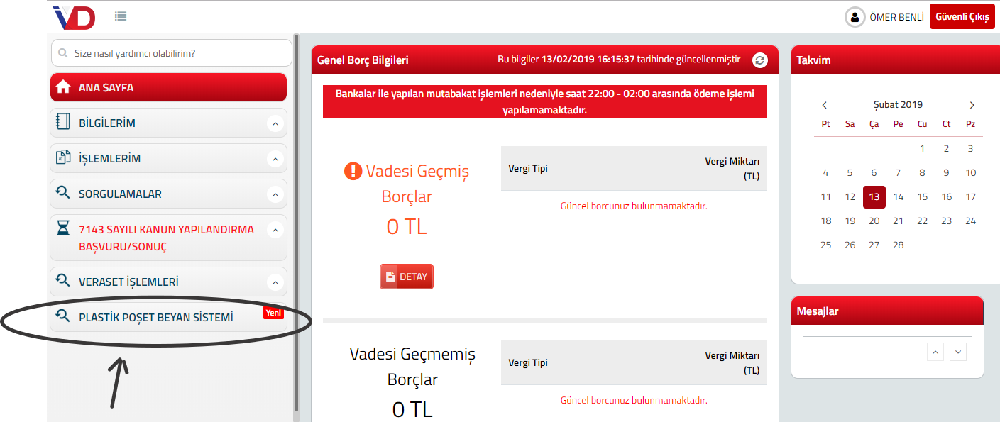 VD
ÖMER BENLİ
Güvenli Çıkış
Size nasıl yardımcı olabilirim?
ANA SAYFA
BİLGİLERİM
İŞLEMLERİM
SORGULAMALAR
7143 SAYILI KANUN YAPILANDIRMA
BAŞVURU/SONUÇ
VERASET İŞLEMLERİ
PLASTİK POŞET BEYAN SİSTEMİ
Yeni
Genel Borç Bilgileri
Bu bilgiler 13/02/2019 16:15:37 tarihinde güncellenmiştir
Bankalar ile yapılan mutabakat işlemleri nedeniyle saat 22:00 - 02:00 arasında ödeme işlemi
yapılamamaktadır.
Vadesi Geçmiş
Borçlar
0 TL
DETAY
Vergi Tipi
Vergi Miktarı
(TL)
Güncel borcunuz bulunmamaktadır.
Vadesi Geçmemiş
Borçlar
0 TL
Vergi Tipi
Vergi Miktarı
(TL)
Güncel borcunuz bulunmamaktadır.
Takvim
Şubat 2019
Pt Sa Ça Pe Cu Ct Pz
1 2 3
4 5 6 7 8 9 10
11 12 13 14 15 16 17
18 19 20 21 22 23 24
25 26 27 28
Mesajlar